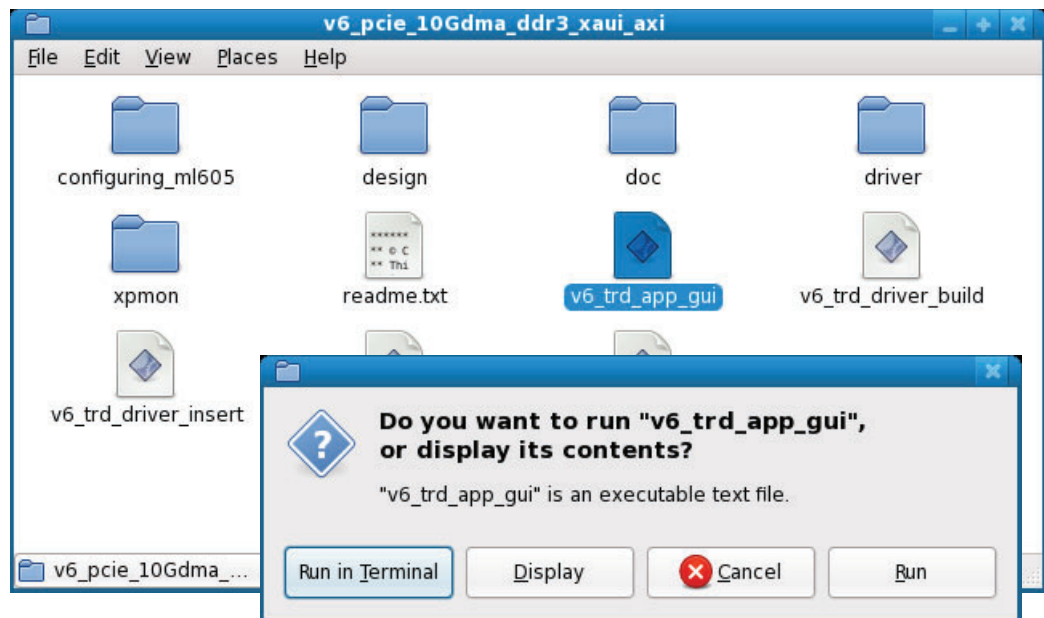 v6_pcie_10Gdma_ddr3_xaui_axi
File Edit View Places Help
configuring_ml605 design doc driver
******
** © C
** Thi
xpmon readme.txt v6_trd_app_gui v6_trd_driver_build
v6_trd_driver_insert
Do you want to run "v6_trd_app_gui",
or display its contents?
"v6_trd_app_gui" is an executable text file.
v6_pcie_10Gdma_...
Run in Terminal Display Cancel Run